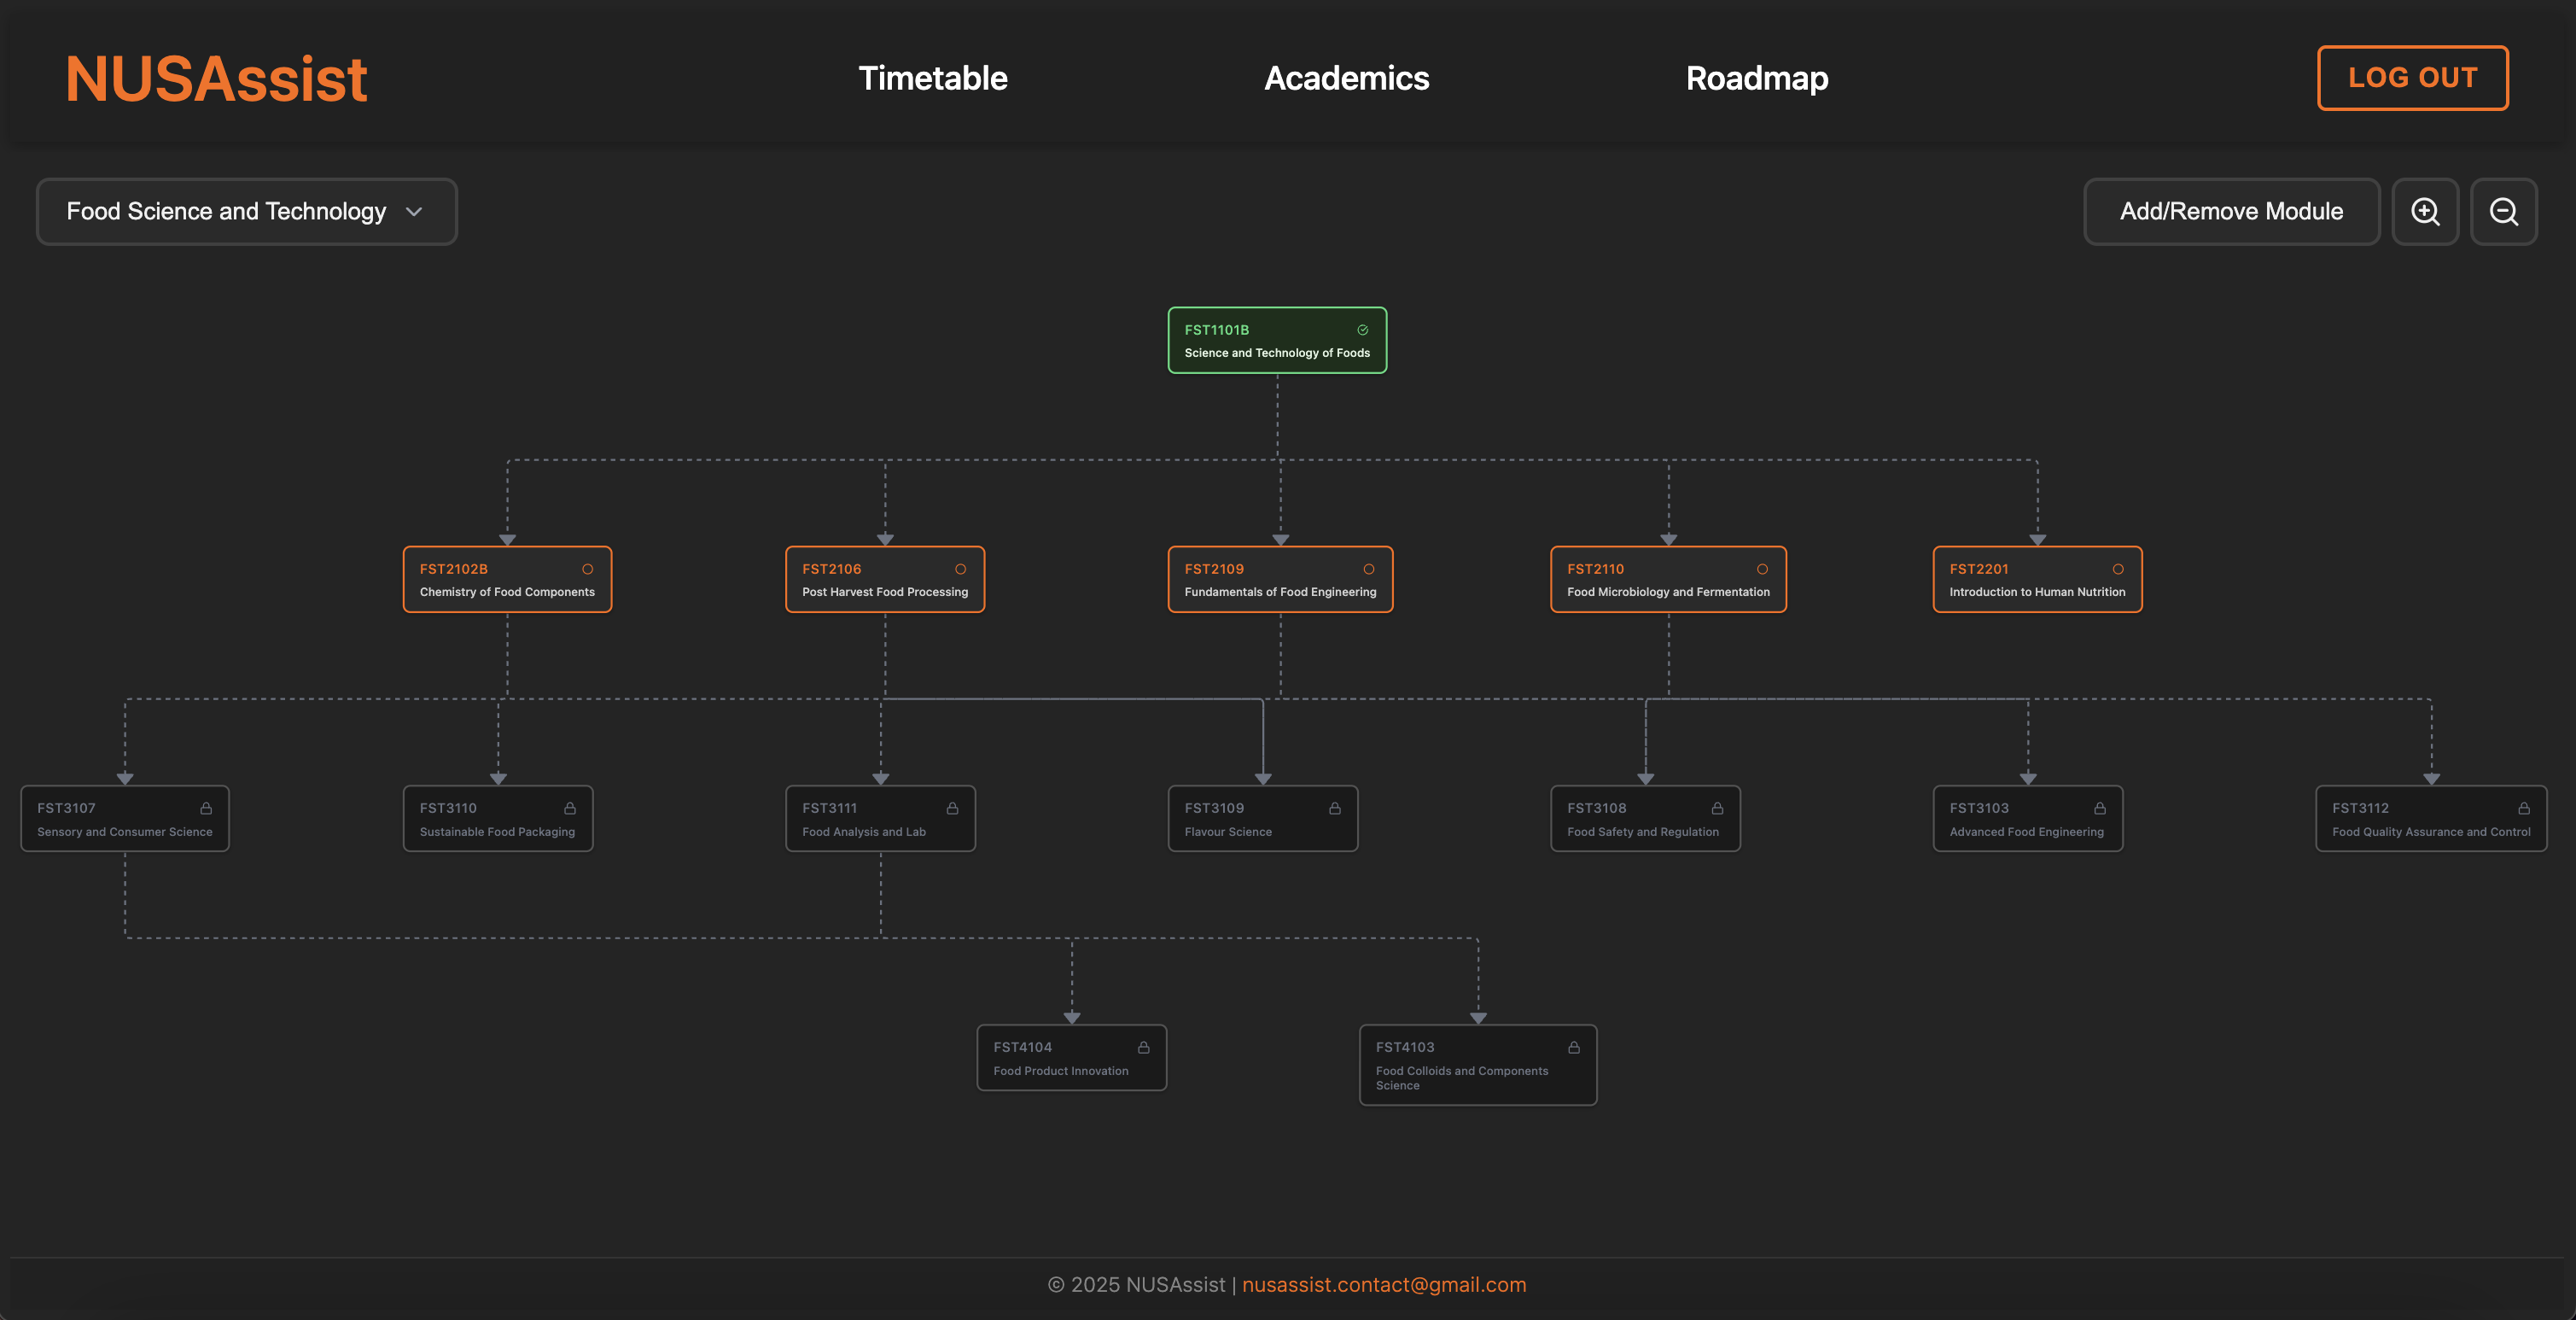 NUSAssist
Timetable
Academics
Roadmap
LOG OUT
Food Science and Technology
Add/Remove Module
FST1101B
Science and Technology of Foods
FST2102B
Chemistry of Food Components
FST2106
Post Harvest Food Processing
FST2109
Fundamentals of Food Engineering
FST2110
Food Microbiology and Fermentation
FST2201
Introduction to Human Nutrition
FST3107
Sensory and Consumer Science
FST3110
Sustainable Food Packaging
FST3111
Food Analysis and Lab
FST3109
Flavour Science
FST3108
Food Safety and Regulation
FST3103
Advanced Food Engineering
FST3112
Food Quality Assurance and Control
FST4104
Food Product Innovation
FST4103
Food Colloids and Components
Science
© 2025 NUSAssist | nusassist.contact@gmail.com